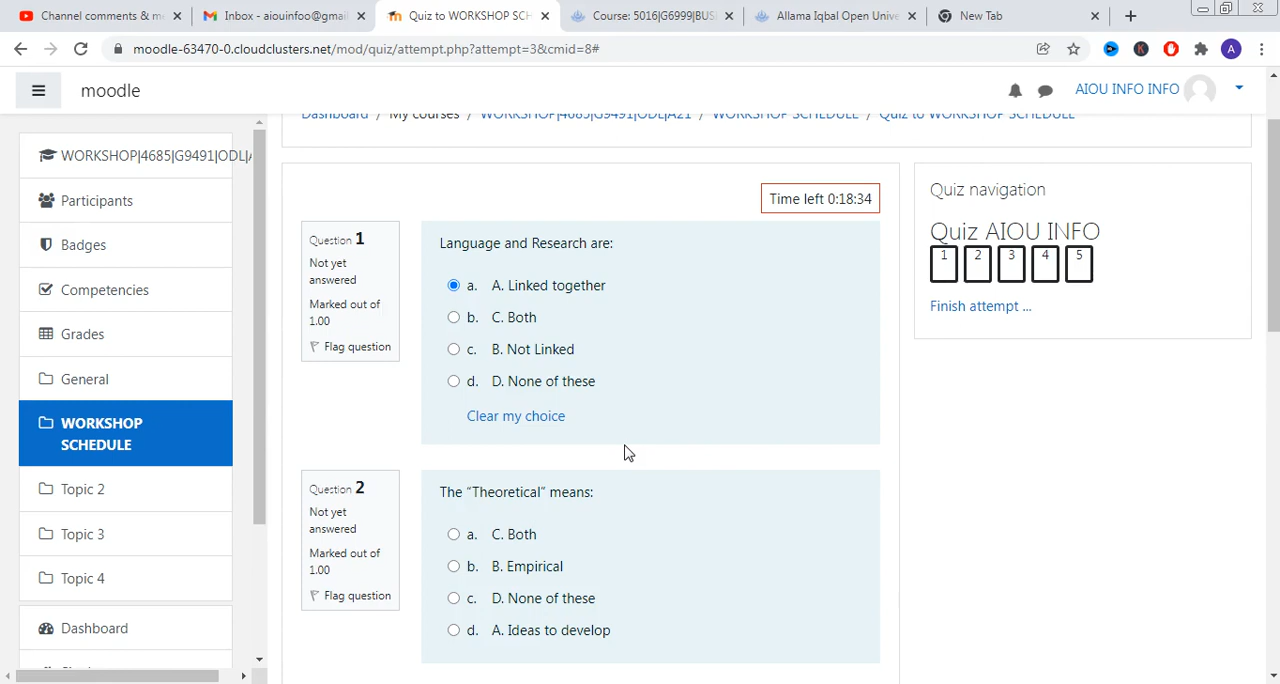 Channel comments & m
Inbox - aiouinfoo@gmai
Quiz to WORKSHOP SCH
Course: 5016|G6999|BUS
Allama Iqbal Open Unive
New Tab
moodle-63470-0.cloudclusters.net/mod/quiz/attempt.php?attempt=3&cmid=8#
K
A
moodle
AIOU INFO INFO
Dashboard / My courses / WORKSHOP|4685|G9491|ODL|A21 / WORKSHOP SCHEDULE / Quiz to WORKSHOP SCHEDULE
WORKSHOP|4685|G9491|ODL|A
Participants
Badges
Competencies
Grades
General
WORKSHOP
SCHEDULE
Topic 2
Topic 3
Topic 4
Dashboard
Time left 0:18:34
Question 1
Not yet
answered
Marked out of
1.00
Flag question
Language and Research are:
a. A. Linked together
b. C. Both
c. B. Not Linked
d. D. None of these
Clear my choice
Question 2
Not yet
answered
Marked out of
1.00
Flag question
The “Theoretical” means:
a. C. Both
b. B. Empirical
c. D. None of these
d. A. Ideas to develop
Quiz navigation
Quiz AIOU INFO
1 2 3 4 5
Finish attempt ...